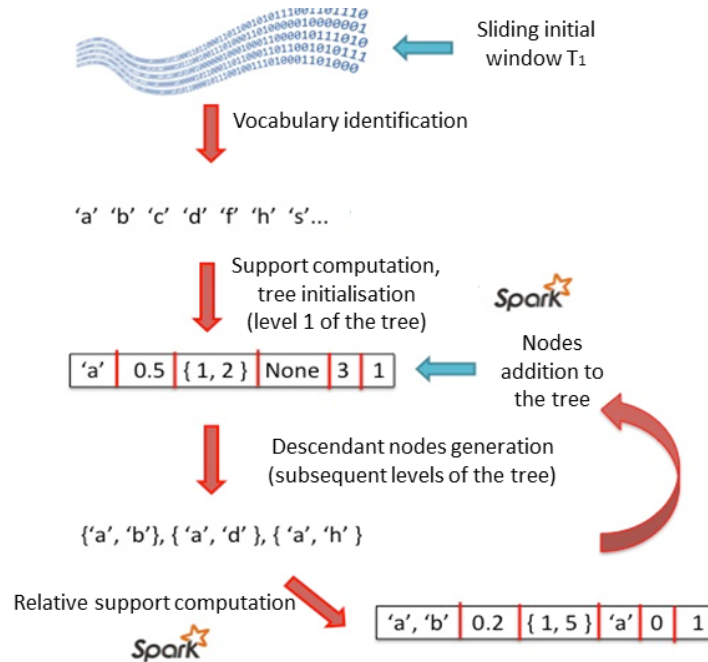 Sliding initial
window T1
Vocabulary identification
‘a’ ‘b’ ‘c’ ‘d’ ‘f’ ‘h’ ‘s’...
Support computation,
tree initialisation
(level 1 of the tree)
Spark
‘a’ 0.5 { 1, 2 } None 3 1
Nodes
addition to
the tree
Descendant nodes generation
(subsequent levels of the tree)
{‘a’, ‘b’}, { ‘a’, ‘d’ }, { ‘a’, ‘h’ }
Relative support computation
Spark
‘a’, ‘b’ 0.2 { 1, 5 } ‘a’ 0 1